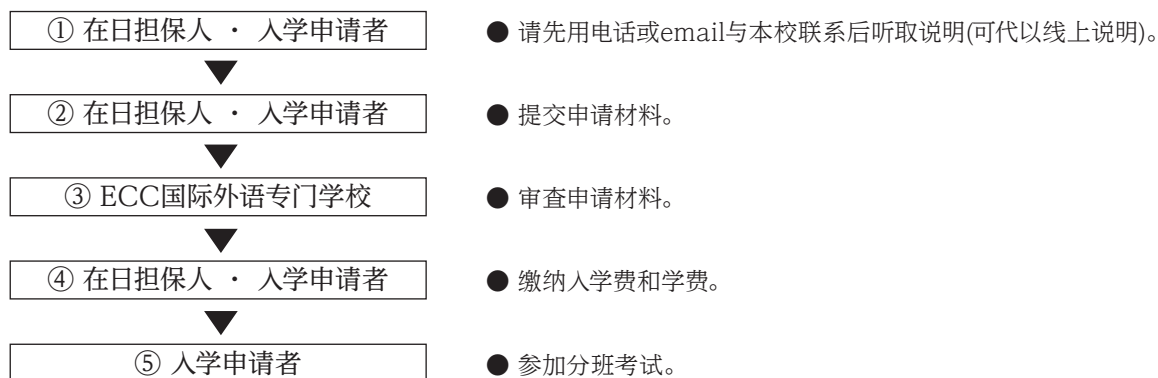 ① 在日担保人 ・ 入学申请者 ● 请先用电话或email与本校联系后听取说明(可代以线上说明)。
② 在日担保人 ・ 入学申请者 ● 提交申请材料。
③ ECC国际外语专门学校 ● 审查申请材料。
④ 在日担保人 ・ 入学申请者 ● 缴纳入学费和学费。
⑤ 入学申请者 ● 参加分班考试。